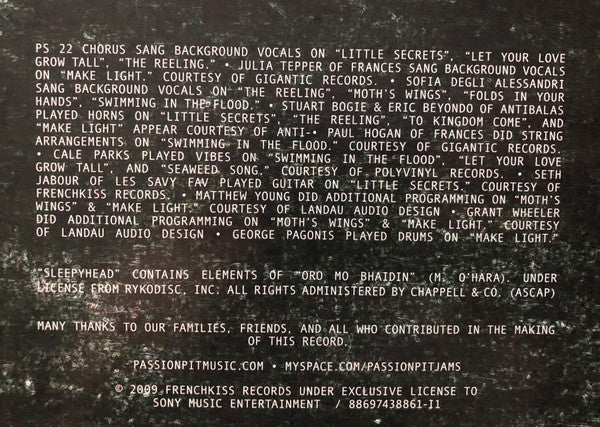 PS 22 CHORUS SANG BACKGROUND VOCALS ON "LITTLE SECRETS", "LET YOUR LOVE
GROW TALL", "THE REELING." • JULIA TEPPER OF FRANCES SANG BACKGROUND VOCALS
ON "MAKE LIGHT." COURTESY OF GIGANTIC RECORDS. • SOFIA DEGLI ALESSANDRI
SANG BACKGROUND VOCALS ON "THE REELING", "MOTH'S WINGS", "FOLDS IN YOUR
HANDS", "SWIMMING IN THE FLOOD." • STUART BOGIE & ERIC BEYONDO OF ANTIBALAS
PLAYED HORNS ON "LITTLE SECRETS", "THE REELING", "TO KINGDOM COME", AND
"MAKE LIGHT" APPEAR COURTESY OF ANTI-• PAUL HOGAN OF FRANCES DID STRING
ARRANGEMENTS ON "SWIMMING IN THE FLOOD." COURTESY OF GIGANTIC RECORDS.
• CALE PARKS PLAYED VIBES ON "SWIMMING IN THE FLOOD", "LET YOUR LOVE
GROW TALL", AND "SEAWEED SONG." COURTESY OF POLYVINYL RECORDS. • SETH
JABOUR OF LES SAVY FAV PLAYED GUITAR ON "LITTLE SECRETS." COURTESY OF
FRENCHKISS RECORDS • MATTHEW YOUNG DID ADDITIONAL PROGRAMMING ON "MOTH'S
WINGS" & "MAKE LIGHT." COURTESY OF LANDAU AUDIO DESIGN • GRANT WHEELER
DID ADDITIONAL PROGRAMMING ON "MOTH'S WINGS" & "MAKE LIGHT." COURTESY
OF LANDAU AUDIO DESIGN • GEORGE PAGONIS PLAYED DRUMS ON "MAKE LIGHT."
"SLEEPYHEAD" CONTAINS ELEMENTS OF "'ORO MO BHAIDIN" (M. O'HARA). UNDER
LICENSE FROM RYKODISC, INC. ALL RIGHTS ADMINISTERED BY CHAPPELL & CO. (ASCAP)
MANY THANKS TO OUR FAMILIES, FRIENDS, AND ALL WHO CONTRIBUTED IN THE MAKING
OF THIS RECORD.
PASSIONPITMUSIC.COM • MYSPACE.COM/PASSIONPITJAMS
© 2009 FRENCHKISS RECORDS UNDER EXCLUSIVE LICENSE TO
SONY MUSIC ENTERTAINMENT / 88697438861-I1